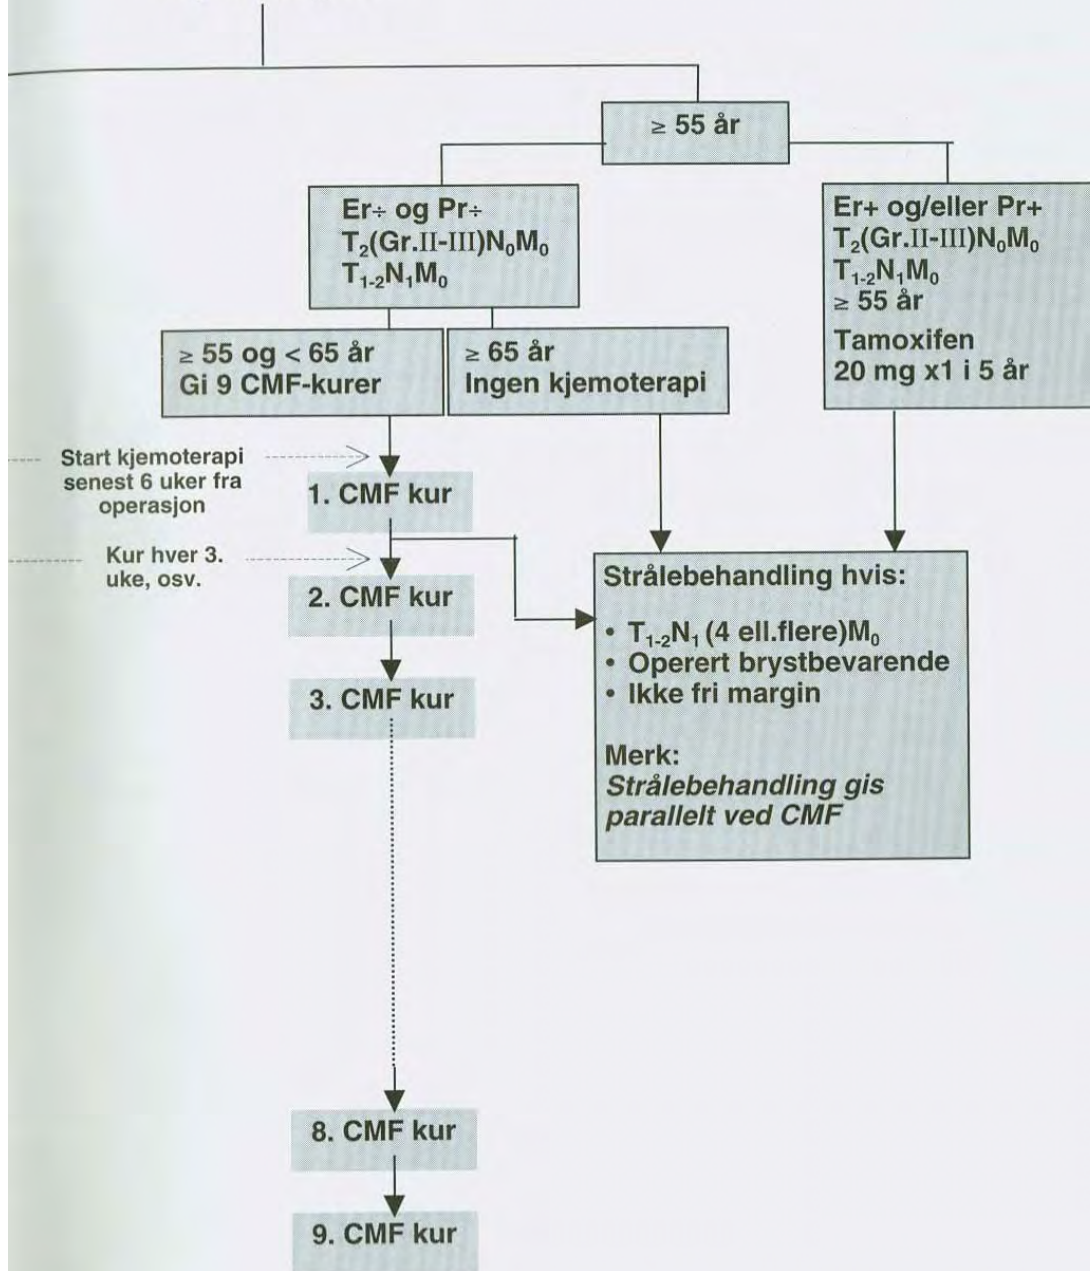 ≥ 55 år
Er÷ og Pr÷
T₂(Gr.II-III)N₀M₀
T₁₋₂N₁M₀
Er+ og/eller Pr+
T₂(Gr.II-III)N₀M₀
T₁₋₂N₁M₀
≥ 55 år
Tamoxifen
20 mg x1 i 5 år
≥ 55 og < 65 år
Gi 9 CMF-kurer
≥ 65 år
Ingen kjemoterapi
Start kjemoterapi
senest 6 uker fra
operasjon
1. CMF kur
Kur hver 3.
uke, osv.
2. CMF kur
3. CMF kur
Strålebehandling hvis:
• T₁₋₂N₁ (4 ell.flere)M₀
• Operert brystbevarende
• Ikke fri margin
Merk:
Strålebehandling gis
parallelt ved CMF
8. CMF kur
9. CMF kur